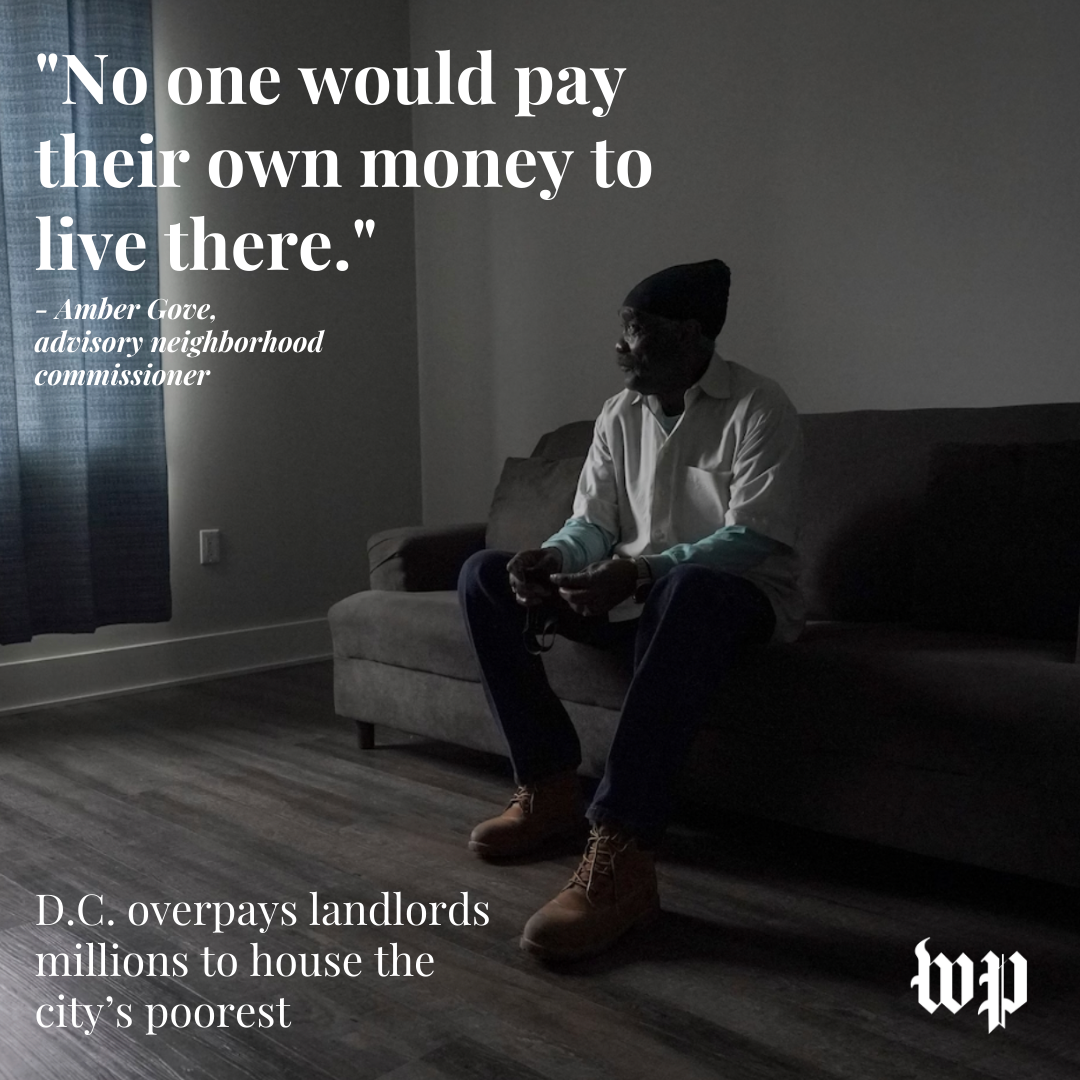 "No one would pay
their own money to
live there."
- Amber Gove,
advisory neighborhood
commissioner
D.C. overpays landlords
millions to house the
city’s poorest
wp